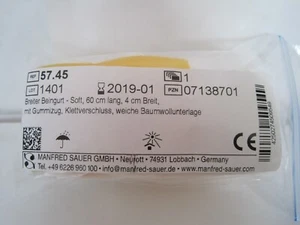 REF 57.45 1
LOT 1401 2019-01 PZN 07138701
Breiter Beingurt - Soft, 60 cm lang, 4 cm Breit,
mit Gummizug, Klettverschluss, weiche Baumwollunterlage
CE
MANFRED SAUER GMBH - Neurott - 74931 Lobbach - Germany
Tel. +49 6226 960 100 - info@manfred-sauer.de - www.manfred-sauer.com